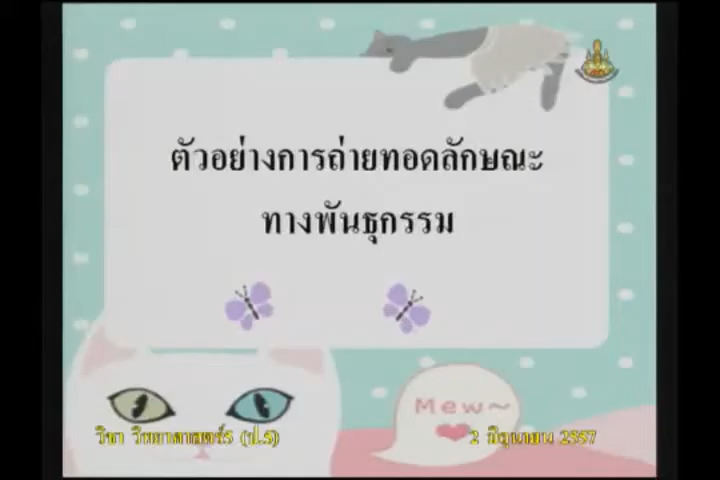 ตัวอย่างการถ่ายทอดลักษณะ
ทางพันธุกรรม
Mew~
วิชา วิทยาศาสตร์5 (ป.5)
2 มิถุนายน 2557